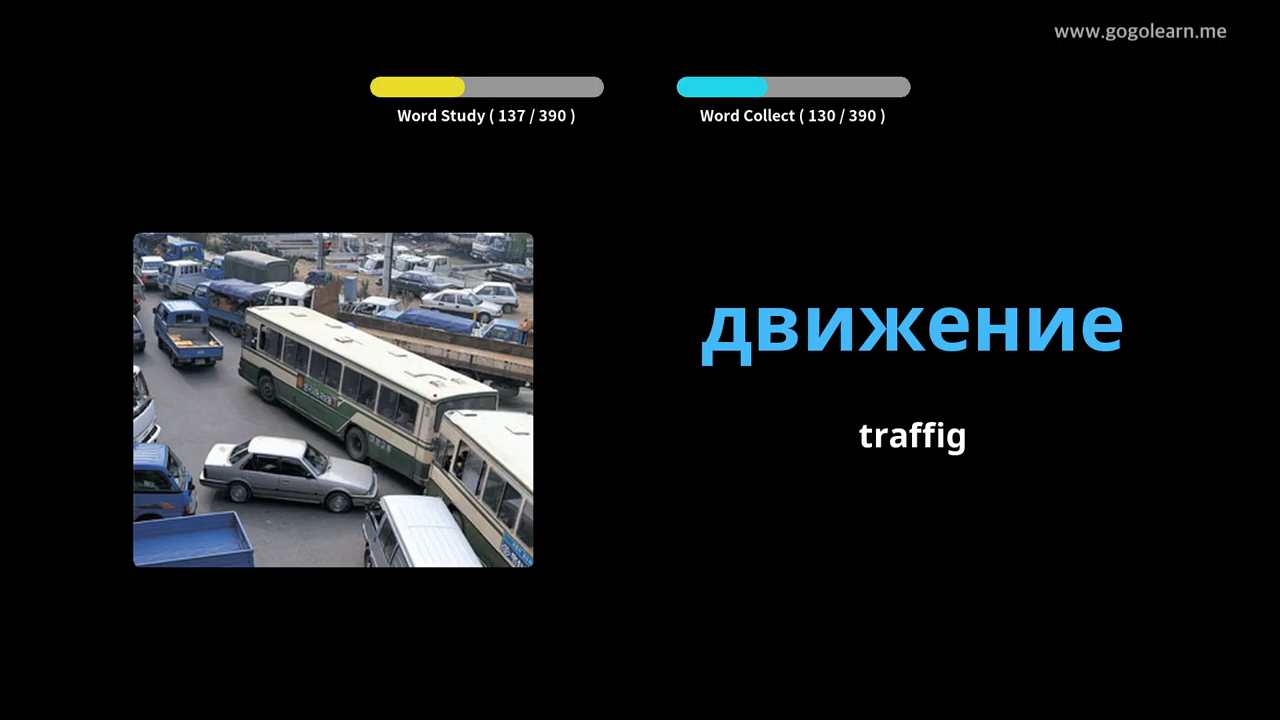 www.gogolearn.me
Word Study ( 137 / 390 )
Word Collect ( 130 / 390 )
движение
traffig